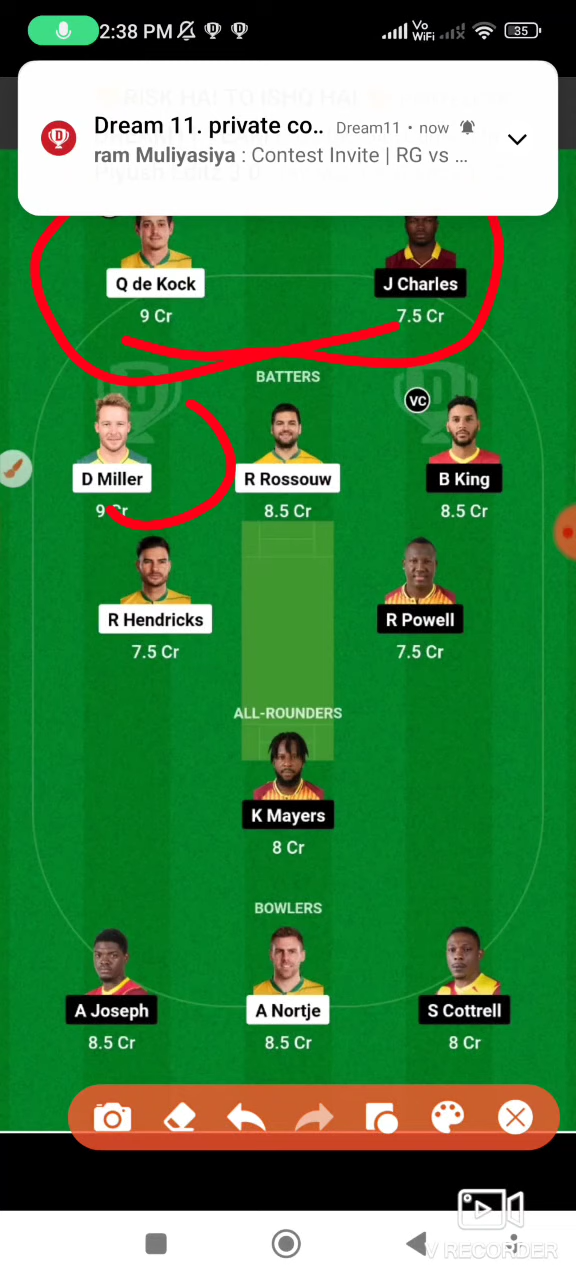 2:38 PM
Vo
WiFi
35
Dream 11. private co.. Dream11 • now
ram Muliyasiya : Contest Invite | RG vs ...
Q de Kock
J Charles
9 Cr
7.5 Cr
BATTERS
VC
D Miller
R Rossouw
B King
9 Cr
8.5 Cr
8.5 Cr
R Hendricks
R Powell
7.5 Cr
7.5 Cr
ALL-ROUNDERS
K Mayers
8 Cr
BOWLERS
A Joseph
A Nortje
S Cottrell
8.5 Cr
8.5 Cr
8 Cr
V RECORDER